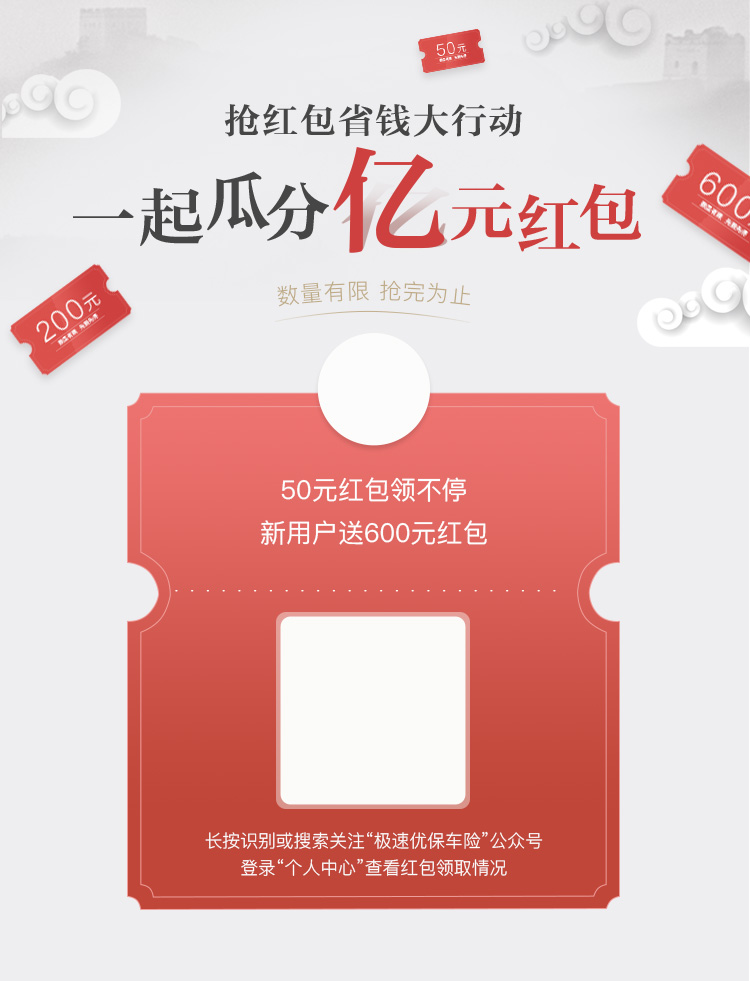 50元
抢红包省钱大行动
一起瓜分亿元红包
600
200元
数量有限 抢完为止
50元红包领不停
新用户送600元红包
长按识别或搜索关注“极速优保车险”公众号
登录“个人中心”查看红包领取情况